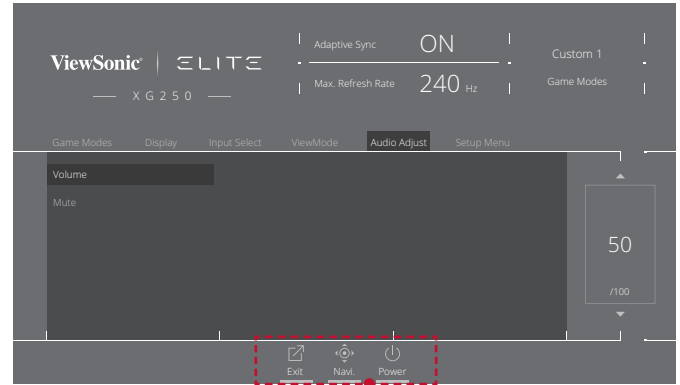 ViewSonic® ELITE
XG250
Adaptive Sync ON
Max. Refresh Rate 240 Hz
Custom 1
Game Modes
Game Modes Display Input Select ViewMode Audio Adjust Setup Menu
Volume
Mute
50
/100
Exit Navi. Power